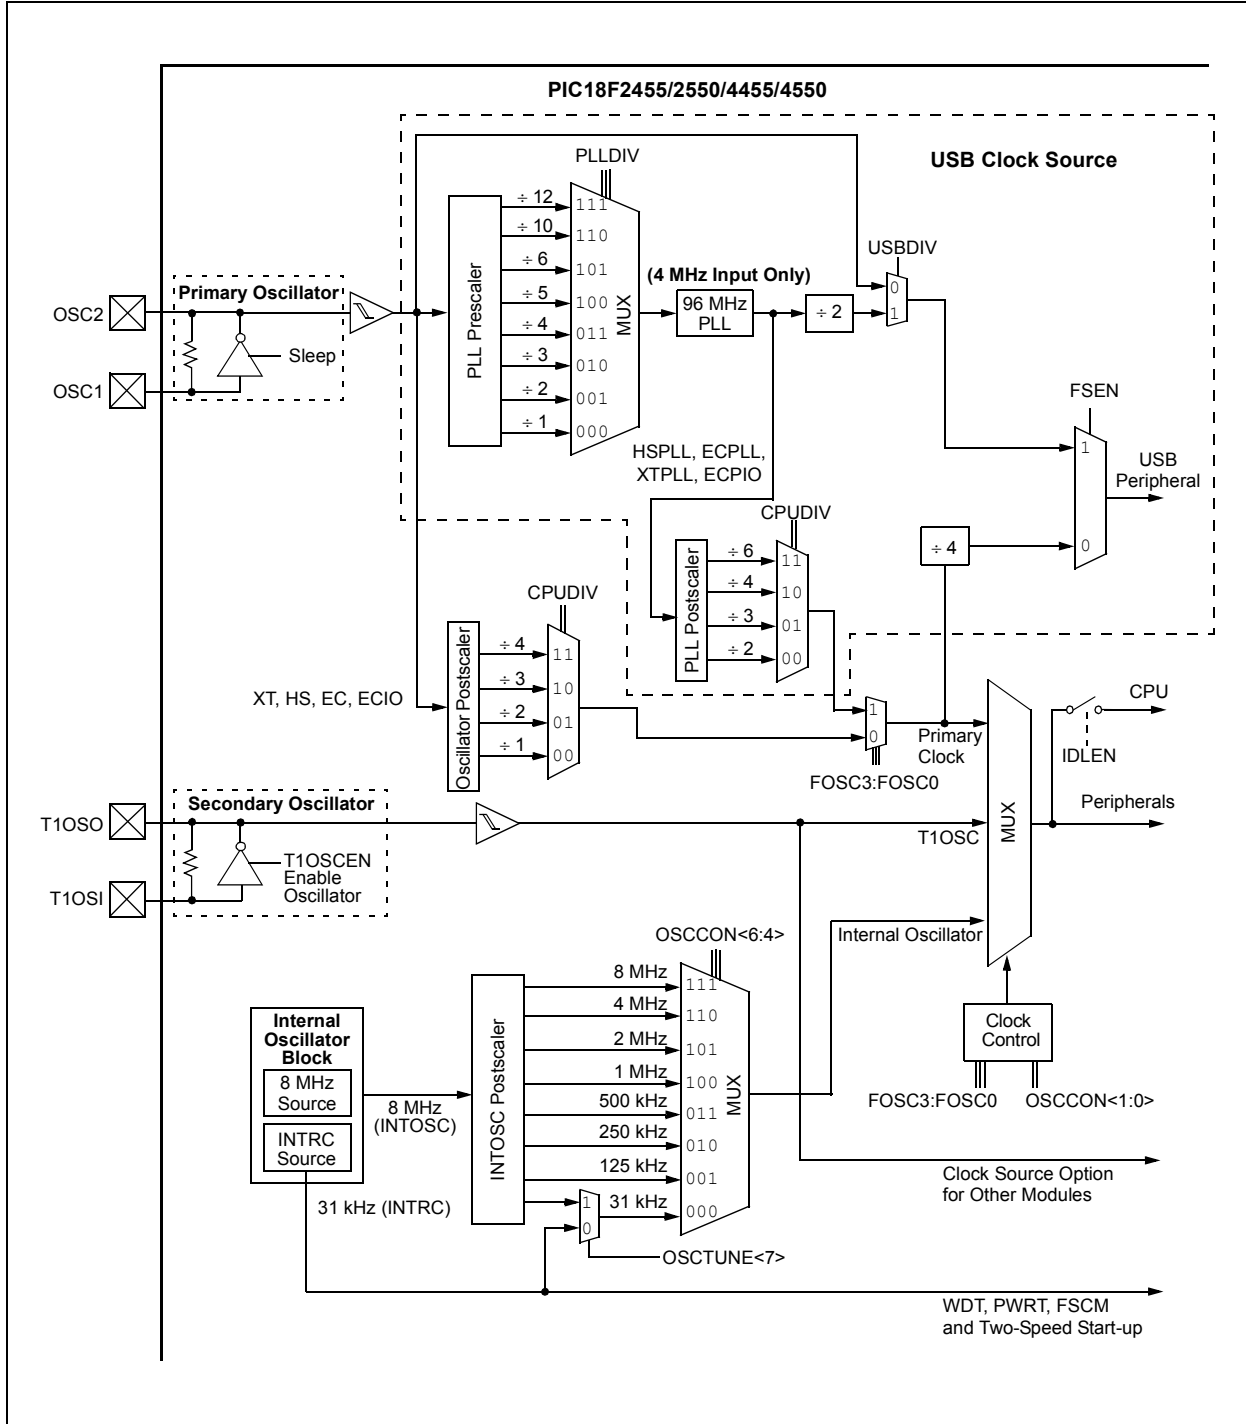 PIC18F2455/2550/4455/4550
USB Clock Source
PLLDIV
PLL Prescaler
÷ 12
÷ 10
÷ 6
÷ 5
÷ 4
÷ 3
÷ 2
÷ 1
111
110
101
100
011
010
001
000
MUX
(4 MHz Input Only)
96 MHz
PLL
÷ 2
USBDIV
0
1
FSEN
1
0
USB
Peripheral
÷ 4
Primary Oscillator
OSC2
OSC1
Sleep
HSPLL, ECPLL,
XTPLL, ECPIO
CPUDIV
PLL Postscaler
÷ 6
÷ 4
÷ 3
÷ 2
11
10
01
00
CPUDIV
XT, HS, EC, ECIO
Oscillator Postscaler
÷ 4
÷ 3
÷ 2
÷ 1
11
10
01
00
1
0
FOSC3:FOSC0
Primary
Clock
MUX
CPU
IDLEN
Peripherals
Secondary Oscillator
T1OSO
T1OSI
T1OSCEN
Enable
Oscillator
T1OSC
Internal Oscillator
Clock
Control
FOSC3:FOSC0
OSCCON<1:0>
OSCCON<6:4>
Internal
Oscillator
Block
8 MHz
Source
INTRC
Source
8 MHz
(INTOSC)
31 kHz (INTRC)
INTOSC Postscaler
8 MHz
4 MHz
2 MHz
1 MHz
500 kHz
250 kHz
125 kHz
31 kHz
1
0
111
110
101
100
011
010
001
000
MUX
OSCTUNE<7>
Clock Source Option
for Other Modules
WDT, PWRT, FSCM
and Two-Speed Start-up